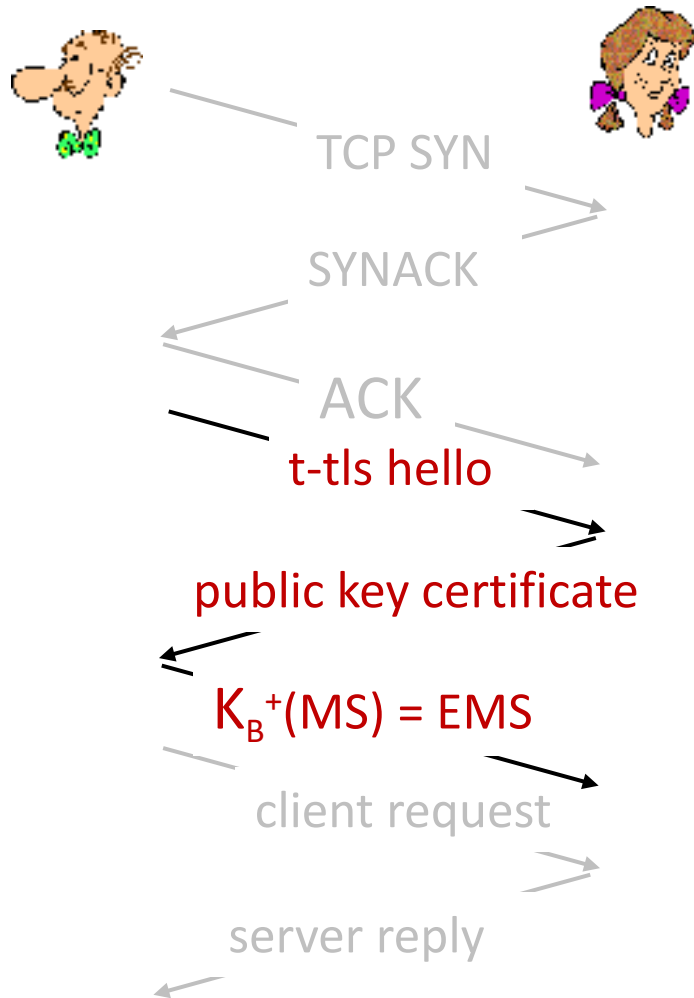 TCP SYN
SYNACK
ACK
t-tls hello
public key certificate
K_B⁺(MS) = EMS
client request
server reply